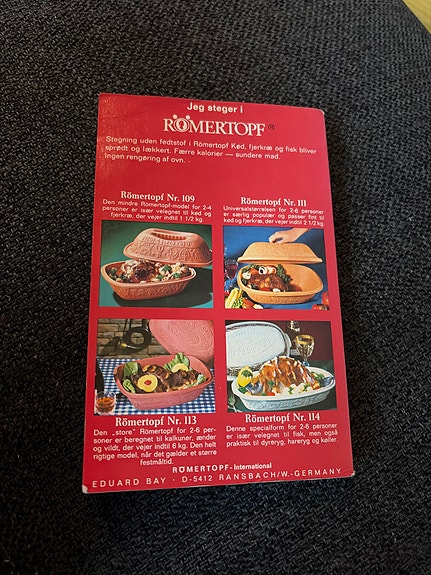 Jeg steger i
RÖMERTOPF®
Stegning uden fedtstof i Römertopf Kød, fjerkræ og fisk bliver
sprødt og lækkert. Færre kalorier — sundere mad.
Ingen rengøring af ovn.
Römertopf Nr. 109
Den mindre Römertopf-model for 2-4
personer er især velegnet til kød og
fjerkræ, der vejer indtil 1 1/2 kg.
Römertopf Nr. 111
Universalstørrelsen for 2-6 personer
er særlig populær og passer fint til
kød og fjerkræ, der vejer indtil 2 1/2 kg
Römertopf Nr. 113
Den „store" Römertopf for 2-6 per-
soner er beregnet til kalkuner, ænder
og vildt, der vejer indtil 6 kg. Den helt
rigtige model, når det gælder et større
festmåltid.
Römertopf Nr. 114
Denne specialform for 2-6 personer
er især velegnet til fisk, men også
praktisk til dyreryg, hareryg og køller.
RÖMERTOPF-International
EDUARD BAY · D-5412 RANSBACH/W.-GERMANY